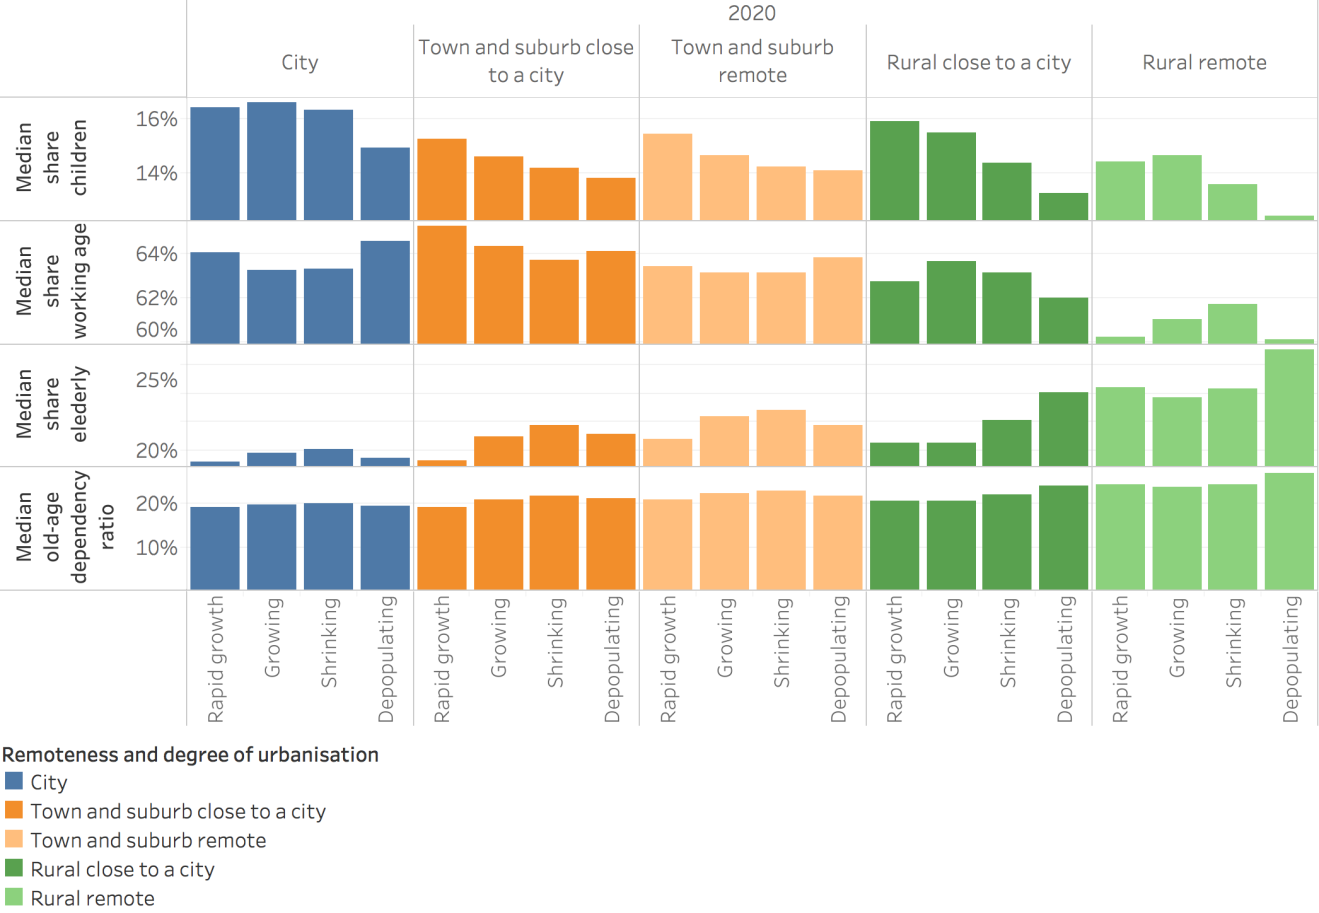 2020
City
Town and suburb close
to a city
Town and suburb
remote
Rural close to a city
Rural remote
Median
share
children
16%
14%
Median
share
working age
64%
62%
60%
Median
share
elederly
25%
20%
Median
old-age
dependency
ratio
20%
10%
Rapid growth
Growing
Shrinking
Depopulating
Rapid growth
Growing
Shrinking
Depopulating
Rapid growth
Growing
Shrinking
Depopulating
Rapid growth
Growing
Shrinking
Depopulating
Rapid growth
Growing
Shrinking
Depopulating
Remoteness and degree of urbanisation
City
Town and suburb close to a city
Town and suburb remote
Rural close to a city
Rural remote